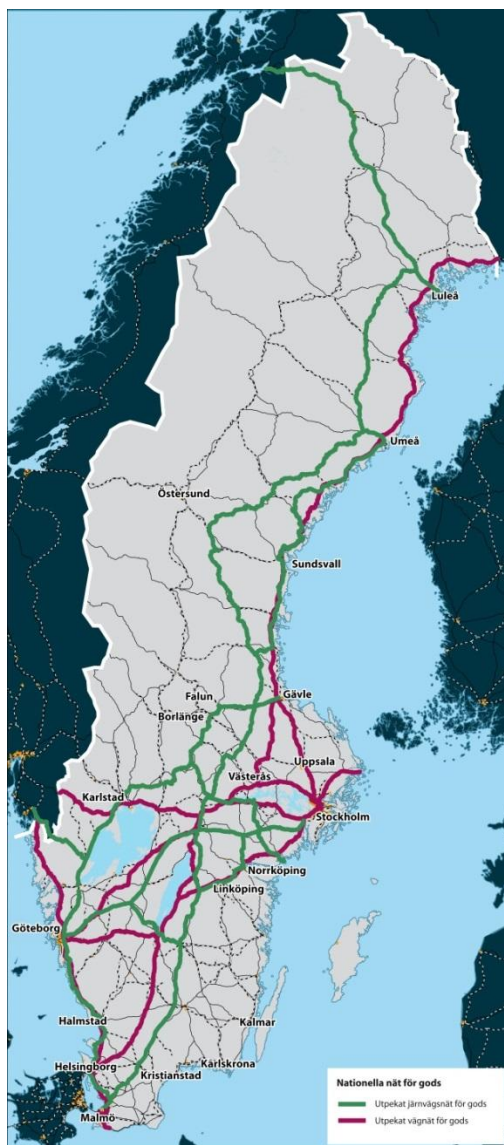 Luleå
Umeå
Östersund
Sundsvall
Falun
Gävle
Borlänge
Uppsala
Västerås
Karlstad
Stockholm
Norrköping
Linköping
Göteborg
Halmstad
Kalmar
Helsingborg
Karlskrona
Kristianstad
Malmö
Nationella nät för gods
Utpekat järnvägsnät för gods
Utpekat vägnät för gods